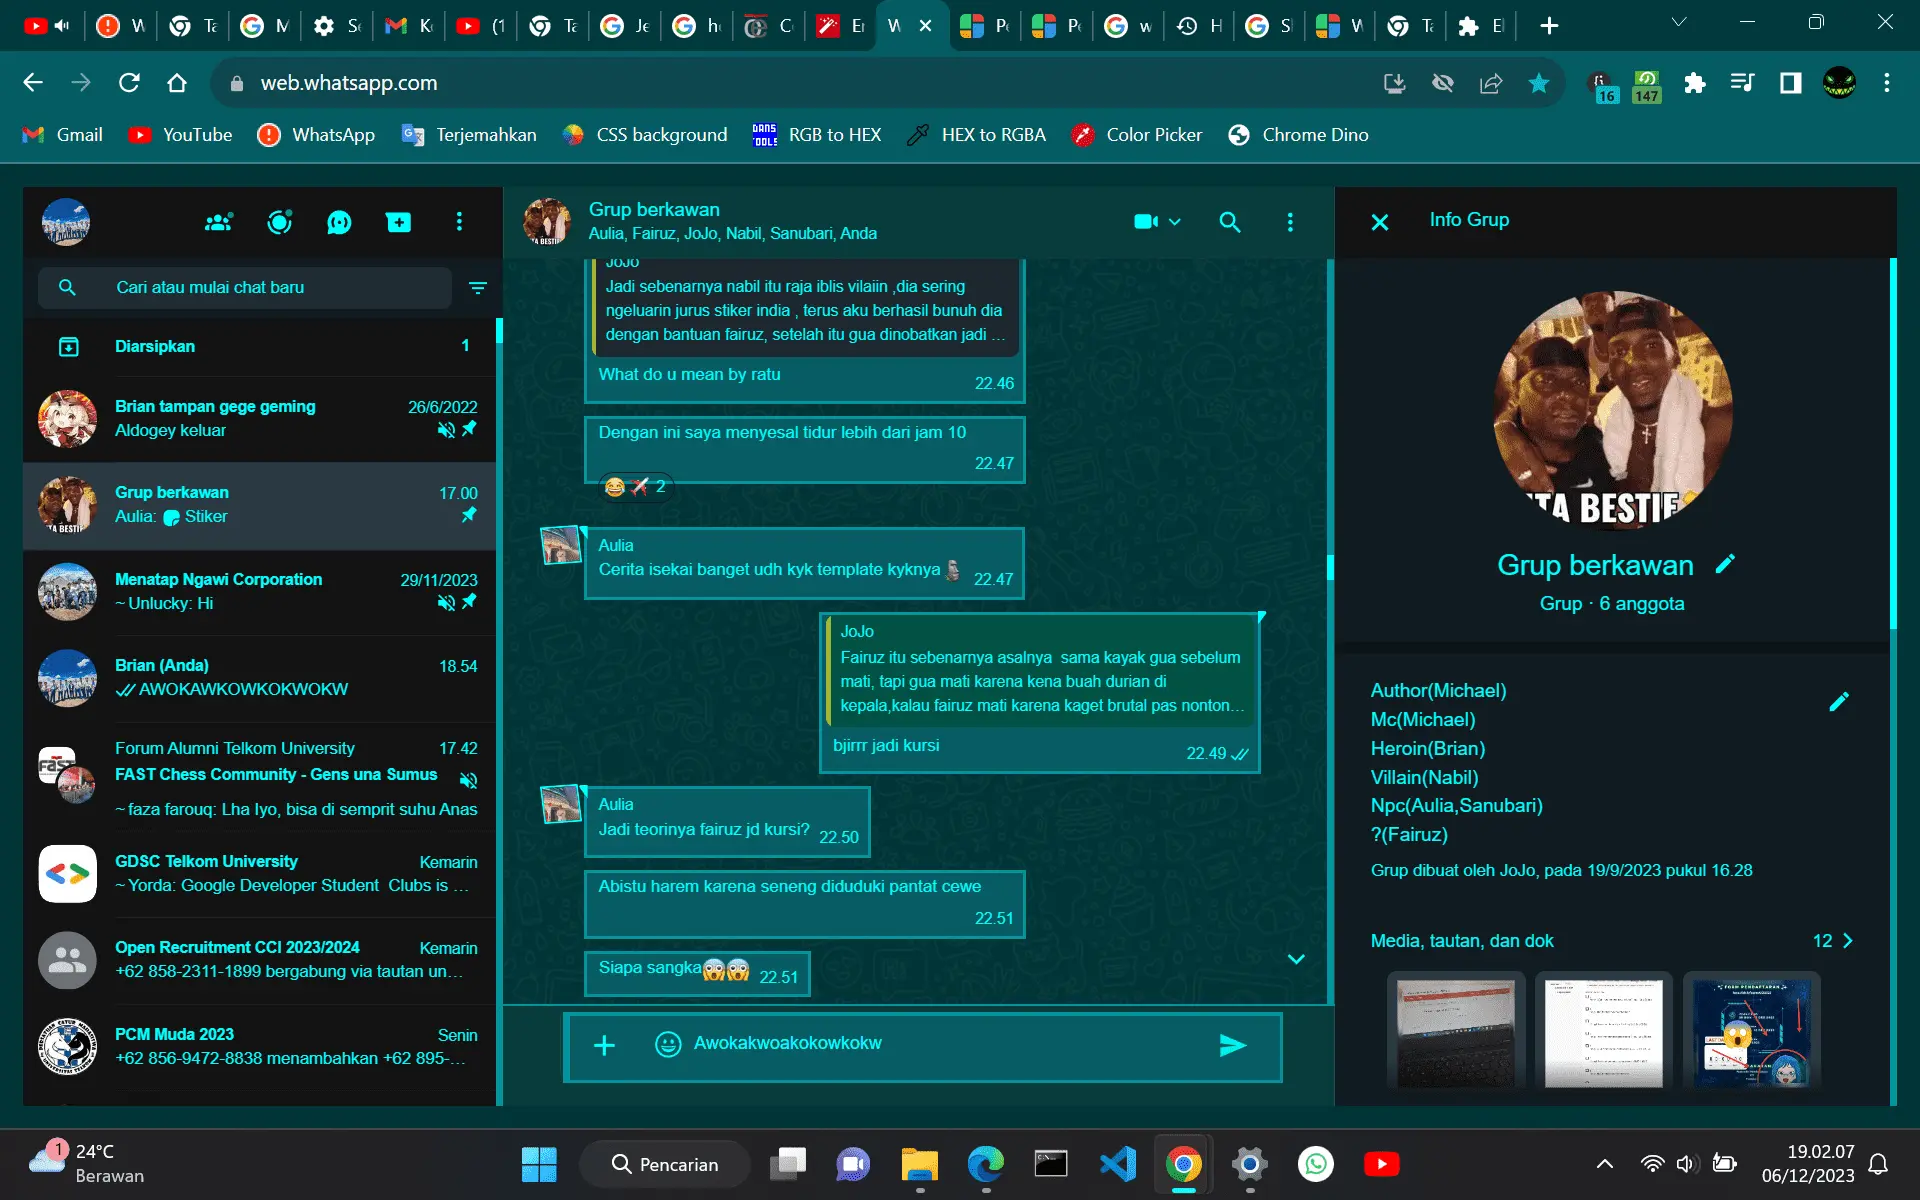 W
Ta
M
Se
Ke
(1
Ta
Je
h
C
Er
W
Pe
Pe
w
H
Sl
W
Ta
El
web.whatsapp.com
16
147
Gmail
YouTube
WhatsApp
Terjemahkan
CSS background
RGB to HEX
HEX to RGBA
Color Picker
Chrome Dino
Cari atau mulai chat baru
Diarsipkan
1
Brian tampan gege geming
26/6/2022
Aldogey keluar
Grup berkawan
17.00
Aulia: Stiker
Menatap Ngawi Corporation
29/11/2023
~ Unlucky: Hi
Brian (Anda)
18.54
AWOKAWKOWKOKWOKW
Forum Alumni Telkom University
17.42
FAST Chess Community - Gens una Sumus
~ faza farouq: Lha Iyo, bisa di semprit suhu Anas
GDSC Telkom University
Kemarin
~ Yorda: Google Developer Student Clubs is ...
Open Recruitment CCI 2023/2024
Kemarin
+62 858-2311-1899 bergabung via tautan un...
PCM Muda 2023
Senin
+62 856-9472-8838 menambahkan +62 895-...
Grup berkawan
Aulia, Fairuz, JoJo, Nabil, Sanubari, Anda
JoJo
Jadi sebenarnya nabil itu raja iblis vilaiin ,dia sering
ngeluarin jurus stiker india , terus aku berhasil bunuh dia
dengan bantuan fairuz, setelah itu gua dinobatkan jadi ...
What do u mean by ratu
22.46
Dengan ini saya menyesal tidur lebih dari jam 10
22.47
😂✈️ 2
Aulia
Cerita isekai banget udh kyk template kyknya🗿
22.47
JoJo
Fairuz itu sebenarnya asalnya  sama kayak gua sebelum
mati, tapi gua mati karena kena buah durian di
kepala,kalau fairuz mati karena kaget brutal pas nonton...
bjirrr jadi kursi
22.49
Aulia
Jadi teorinya fairuz jd kursi?
22.50
Abistu harem karena seneng diduduki pantat cewe
22.51
Siapa sangka😱😱
22.51
Awokakwoakokowkokw
Info Grup
TA BESTIE
Grup berkawan
Grup · 6 anggota
Author(Michael)
Mc(Michael)
Heroin(Brian)
Villain(Nabil)
Npc(Aulia,Sanubari)
?(Fairuz)
Grup dibuat oleh JoJo, pada 19/9/2023 pukul 16.28
Media, tautan, dan dok
12
FORM PENDAFTARAN
1
24°C
Berawan
Pencarian
19.02.07
06/12/2023